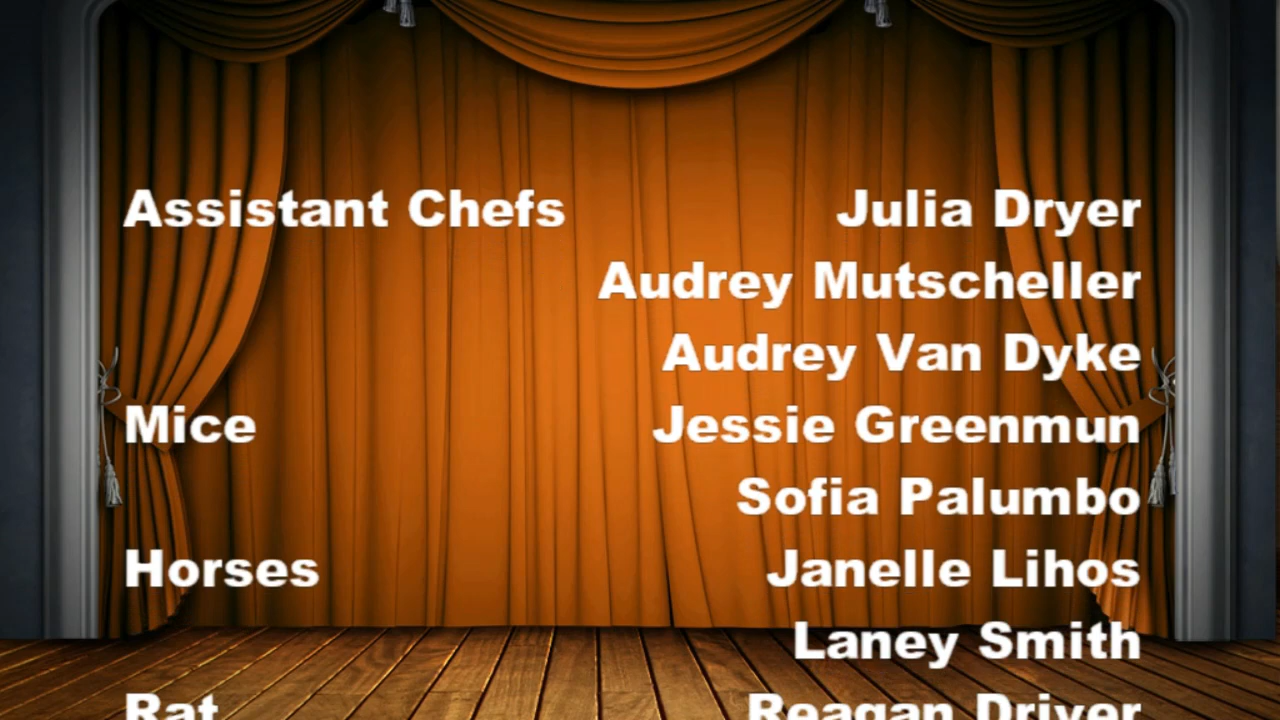 Assistant Chefs Julia Dryer
Audrey Mutscheller
Audrey Van Dyke
Mice Jessie Greenmun
Sofia Palumbo
Horses Janelle Lihos
Laney Smith
Rat Reagan Driver